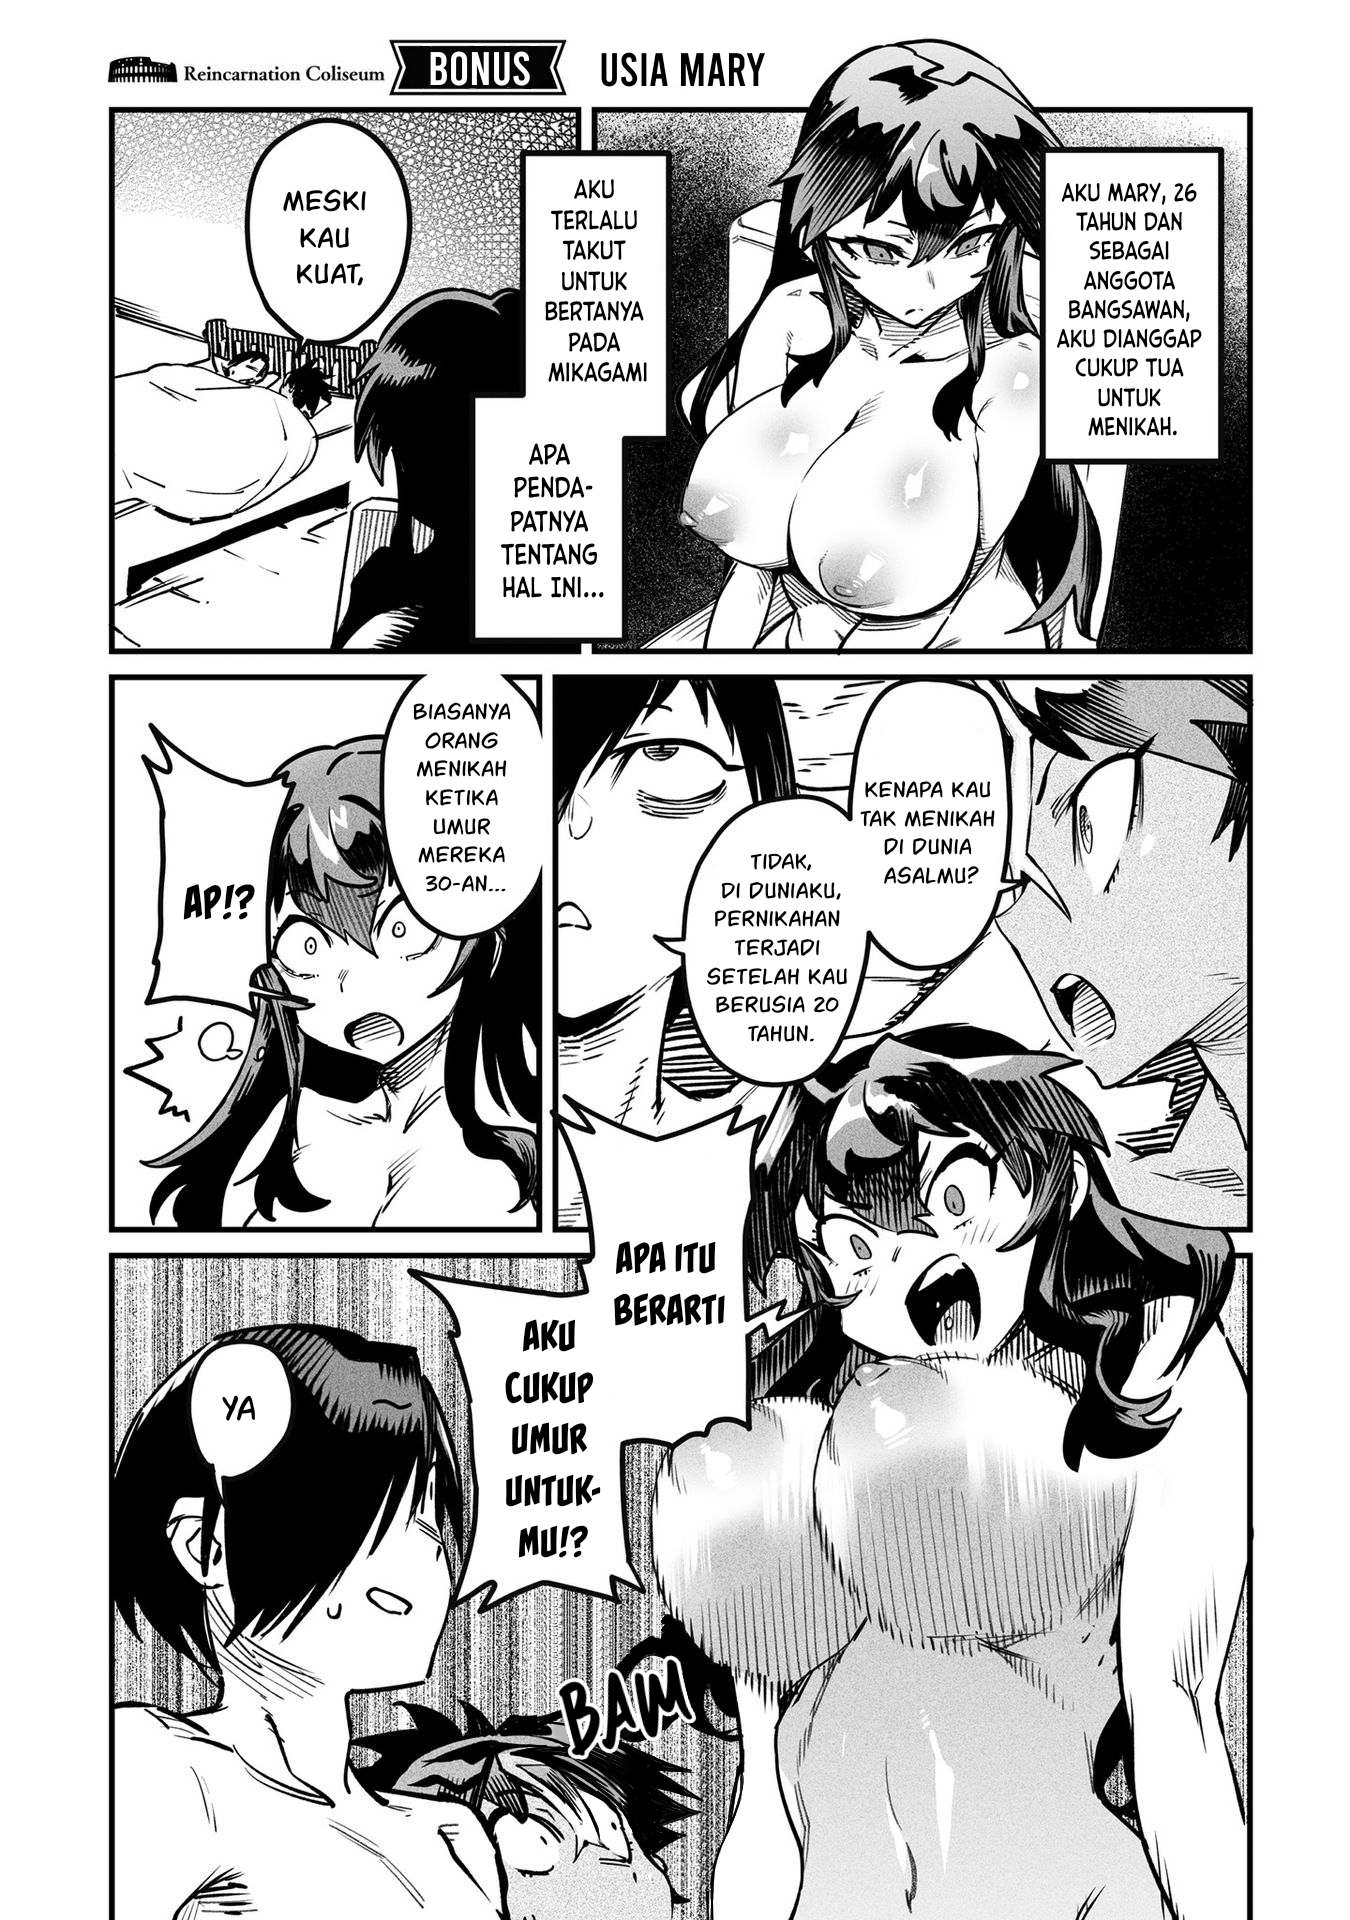 Reincarnation Coliseum
BONUS
USIA MARY
AKU MARY, 26
TAHUN DAN
SEBAGAI
ANGGOTA
BANGSAWAN,
AKU DIANGGAP
CUKUP TUA
UNTUK
MENIKAH.
AKU
TERLALU
TAKUT
UNTUK
BERTANYA
PADA
MIKAGAMI
APA
PENDA-
PATNYA
TENTANG
HAL INI...
MESKI
KAU
KUAT,
KENAPA KAU
TAK MENIKAH
DI DUNIA
ASALMU?
TIDAK,
DI DUNIAKU,
PERNIKAHAN
TERJADI
SETELAH KAU
BERUSIA 20
TAHUN.
BIASANYA
ORANG
MENIKAH
KETIKA
UMUR
MEREKA
30-AN...
AP!?
APA ITU
BERARTI
AKU
CUKUP
UMUR
UNTUK-
MU!?
YA
BAM